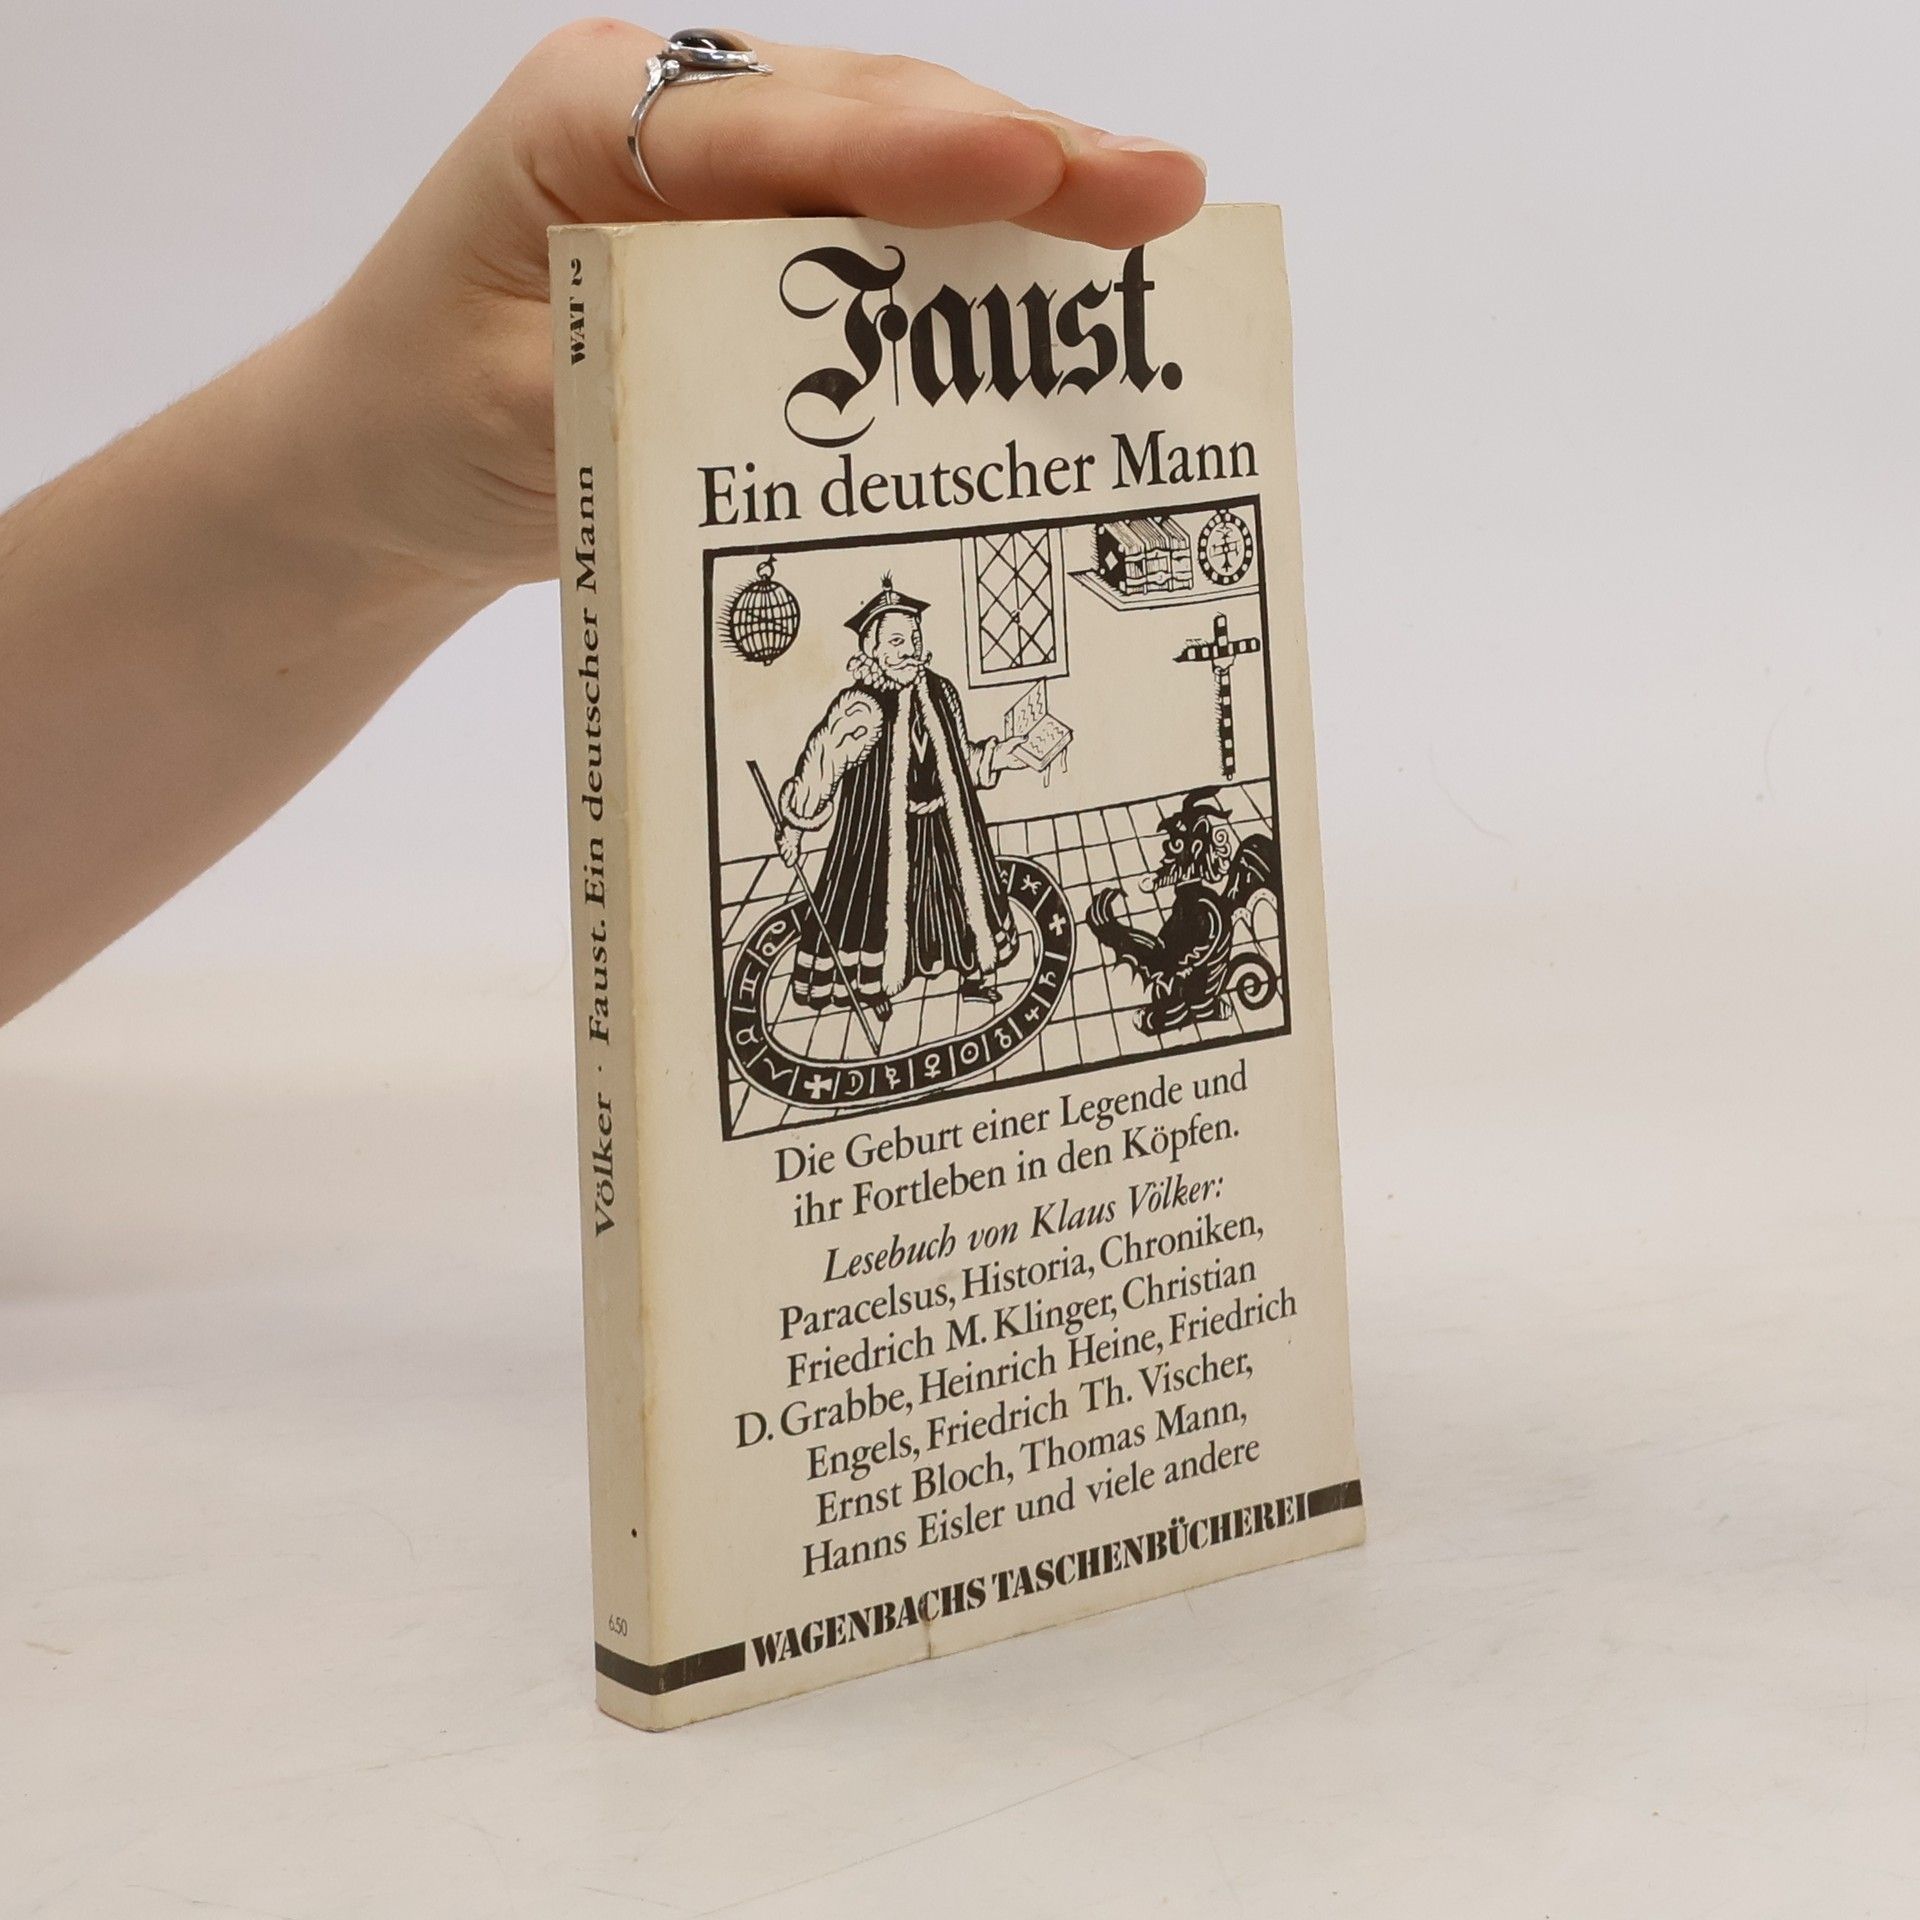 WAT 2
Völker · Faust. Ein deutscher Mann
6.50
Faust.
Ein deutscher Mann
Die Geburt einer Legende und
ihr Fortleben in den Köpfen.
Lesebuch von Klaus Völker:
Paracelsus, Historia, Chroniken,
Friedrich M. Klinger, Christian
D. Grabbe, Heinrich Heine, Friedrich
Engels, Friedrich Th. Vischer,
Ernst Bloch, Thomas Mann,
Hanns Eisler und viele andere
WAGENBACHS TASCHENBÜCHEREI